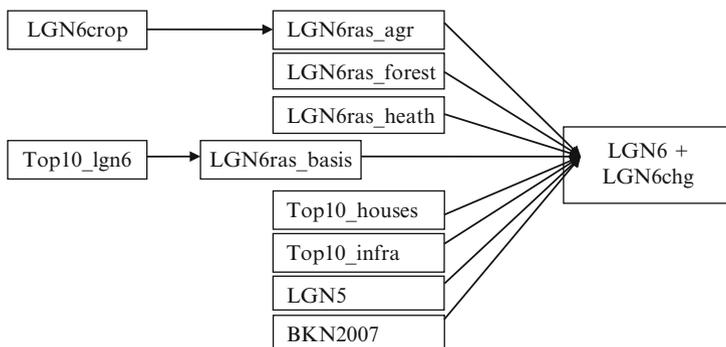 LGN6crop
LGN6ras_agr
LGN6ras_forest
LGN6ras_heath
Top10_lgn6
LGN6ras_basis
LGN6 +
LGN6chg
Top10_houses
Top10_infra
LGN5
BKN2007